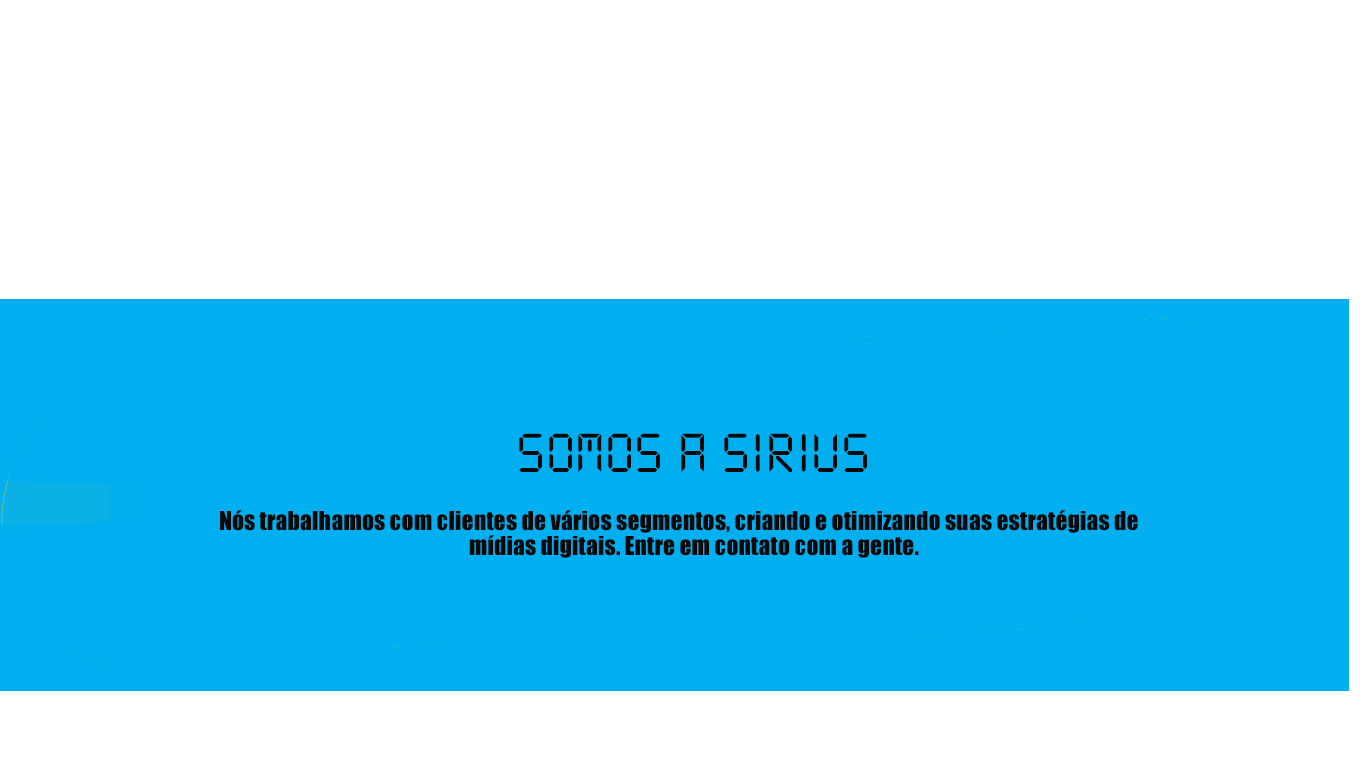 SOMOS A SIRIUS
Nós trabalhamos com clientes de vários segmentos, criando e otimizando suas estratégias de
mídias digitais. Entre em contato com a gente.